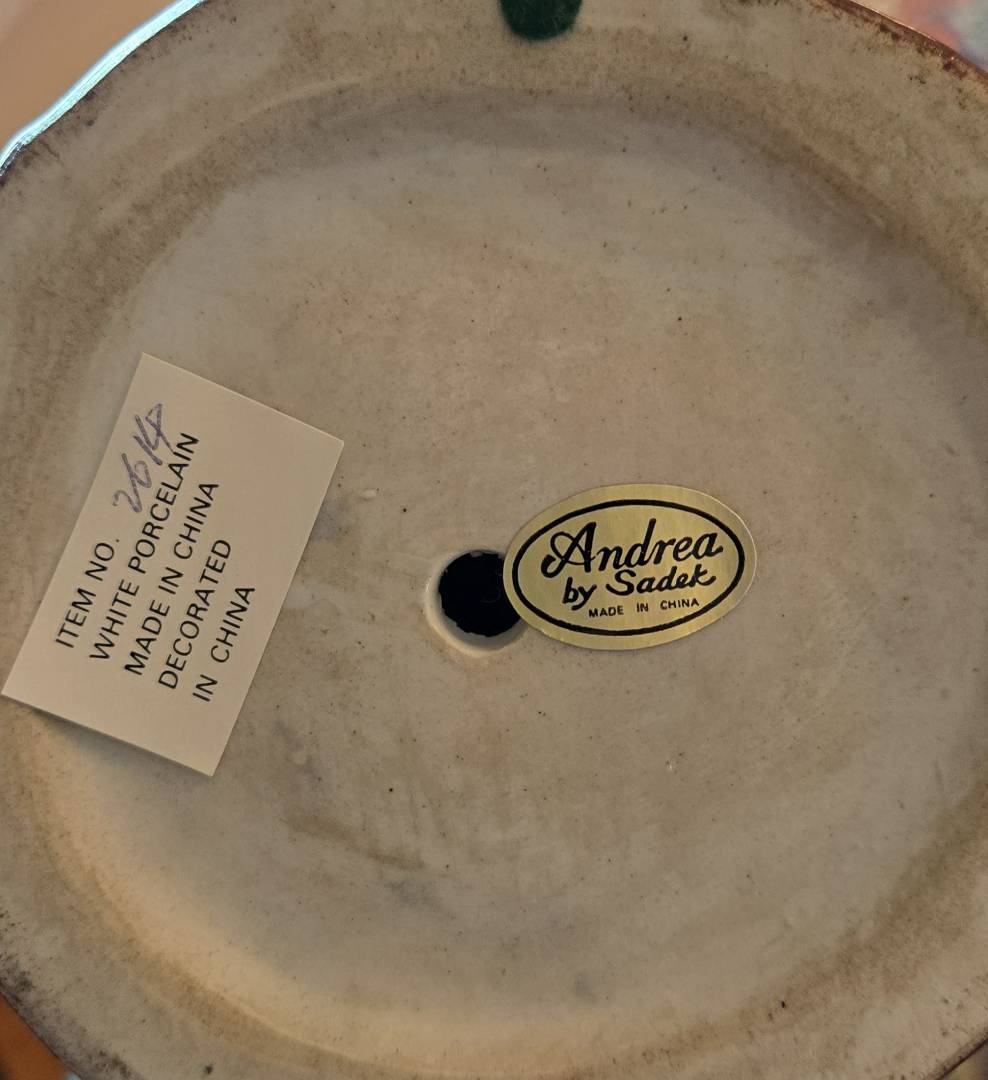 ITEM NO. 2614
WHITE PORCELAIN
MADE IN CHINA
DECORATED
IN CHINA
Andrea
by Sadek
MADE IN CHINA